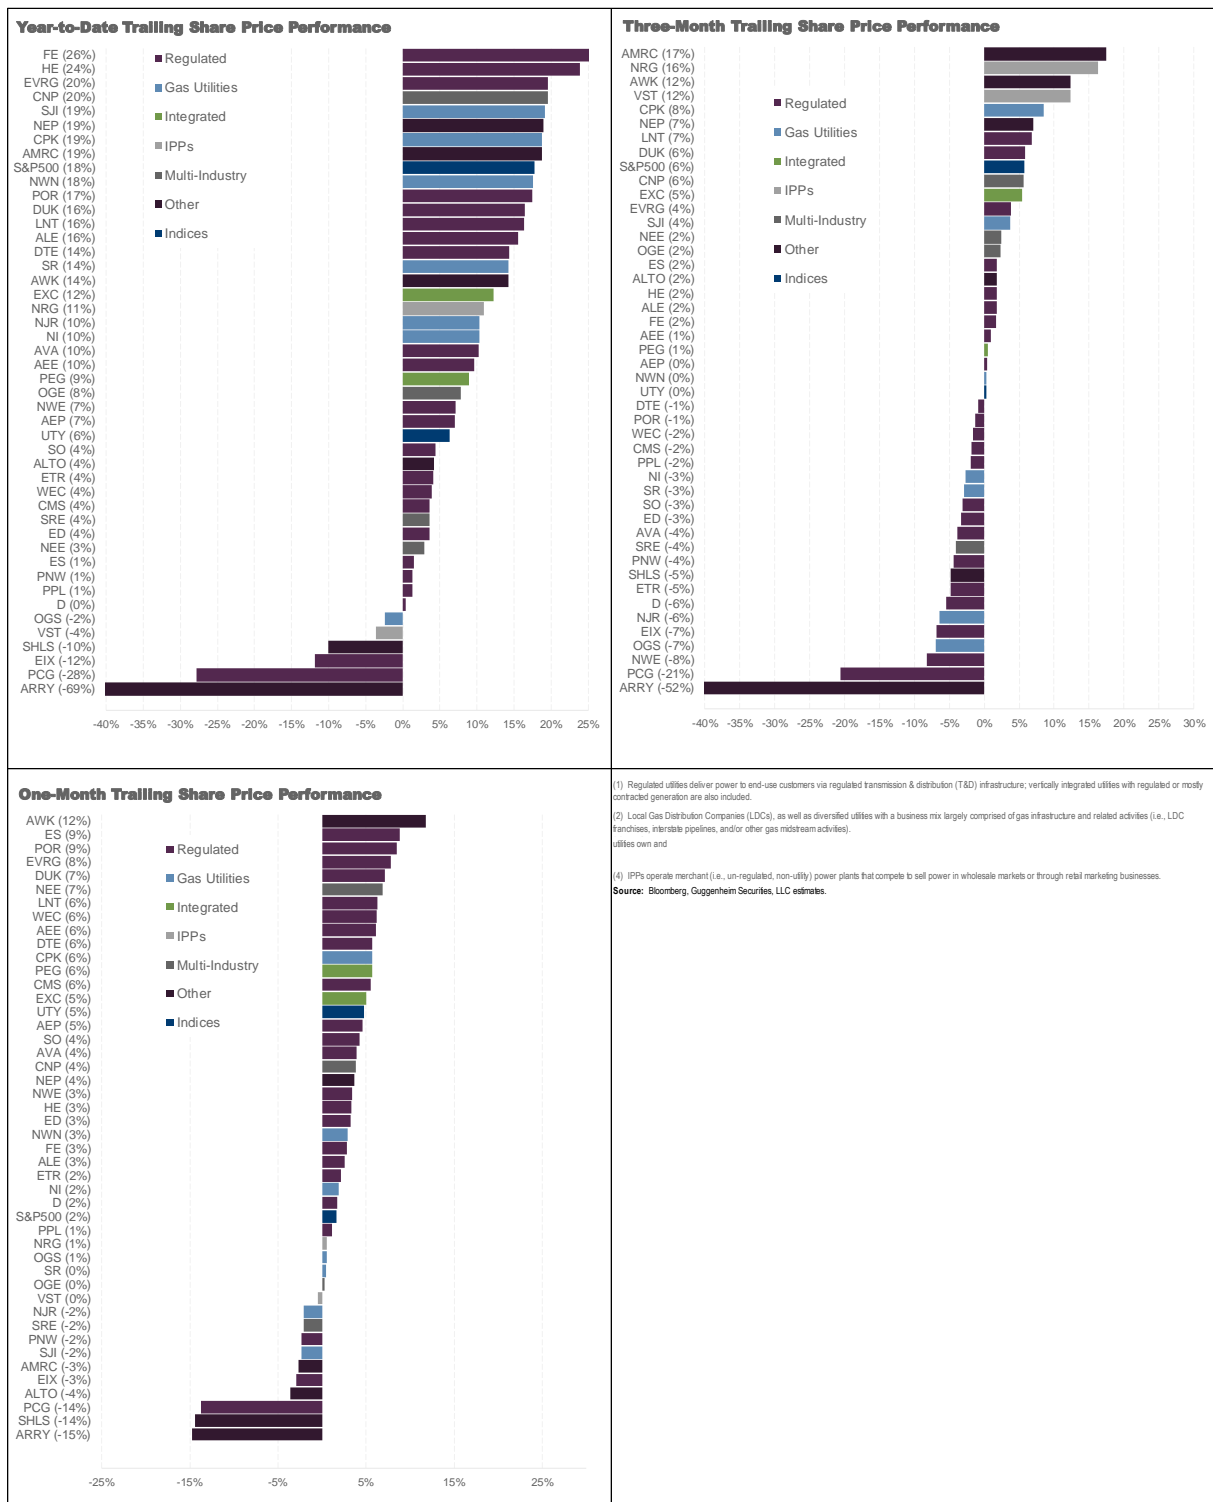 Year-to-Date Trailing Share Price Performance
FE (26%)
HE (24%)
EVRG (20%)
CNP (20%)
SJI (19%)
NEP (19%)
CPK (19%)
AMRC (19%)
S&P500 (18%)
NWN (18%)
POR (17%)
DUK (16%)
LNT (16%)
ALE (16%)
DTE (14%)
SR (14%)
AWK (14%)
EXC (12%)
NRG (11%)
NJR (10%)
NI (10%)
AVA (10%)
AEE (10%)
PEG (9%)
OGE (8%)
NWE (7%)
AEP (7%)
UTY (6%)
SO (4%)
ALTO (4%)
ETR (4%)
WEC (4%)
CMS (4%)
SRE (4%)
ED (4%)
NEE (3%)
ES (1%)
PNW (1%)
PPL (1%)
D (0%)
OGS (-2%)
VST (-4%)
SHLS (-10%)
EIX (-12%)
PCG (-28%)
ARRY (-69%)
Regulated
Gas Utilities
Integrated
IPPs
Multi-Industry
Other
Indices
-40% -35% -30% -25% -20% -15% -10% -5% 0% 5% 10% 15% 20% 25%
Three-Month Trailing Share Price Performance
AMRC (17%)
NRG (16%)
AWK (12%)
VST (12%)
CPK (8%)
NEP (7%)
LNT (7%)
DUK (6%)
S&P500 (6%)
CNP (6%)
EXC (5%)
EVRG (4%)
SJI (4%)
NEE (2%)
OGE (2%)
ES (2%)
ALTO (2%)
HE (2%)
ALE (2%)
FE (2%)
AEE (1%)
PEG (1%)
AEP (0%)
NWN (0%)
UTY (0%)
DTE (-1%)
POR (-1%)
WEC (-2%)
CMS (-2%)
PPL (-2%)
NI (-3%)
SR (-3%)
SO (-3%)
ED (-3%)
AVA (-4%)
SRE (-4%)
PNW (-4%)
SHLS (-5%)
ETR (-5%)
D (-6%)
NJR (-6%)
EIX (-7%)
OGS (-7%)
NWE (-8%)
PCG (-21%)
ARRY (-52%)
Regulated
Gas Utilities
Integrated
IPPs
Multi-Industry
Other
Indices
-40% -35% -30% -25% -20% -15% -10% -5% 0% 5% 10% 15% 20% 25% 30%
One-Month Trailing Share Price Performance
AWK (12%)
ES (9%)
POR (9%)
EVRG (8%)
DUK (7%)
NEE (7%)
LNT (6%)
WEC (6%)
AEE (6%)
DTE (6%)
CPK (6%)
PEG (6%)
CMS (6%)
EXC (5%)
UTY (5%)
AEP (5%)
SO (4%)
AVA (4%)
CNP (4%)
NEP (4%)
NWE (3%)
HE (3%)
ED (3%)
NWN (3%)
FE (3%)
ALE (3%)
ETR (2%)
NI (2%)
D (2%)
S&P500 (2%)
PPL (1%)
NRG (1%)
OGS (1%)
SR (0%)
OGE (0%)
VST (0%)
NJR (-2%)
SRE (-2%)
PNW (-2%)
SJI (-2%)
AMRC (-3%)
EIX (-3%)
ALTO (-4%)
PCG (-14%)
SHLS (-14%)
ARRY (-15%)
Regulated
Gas Utilities
Integrated
IPPs
Multi-Industry
Other
Indices
-25% -15% -5% 5% 15% 25%
(1) Regulated utilities deliver power to end-use customers via regulated transmission & distribution (T&D) infrastructure; vertically integrated utilities with regulated or mostly
contracted generation are also included.
(2) Local Gas Distribution Companies (LDCs), as well as diversified utilities with a business mix largely comprised of gas infrastructure and related activities (i.e., LDC
franchises, interstate pipelines, and/or other gas midstream activities).
utilities own and
(4) IPPs operate merchant (i.e., un-regulated, non-utility) power plants that compete to sell power in wholesale markets or through retail marketing businesses.
Source: Bloomberg, Guggenheim Securities, LLC estimates.